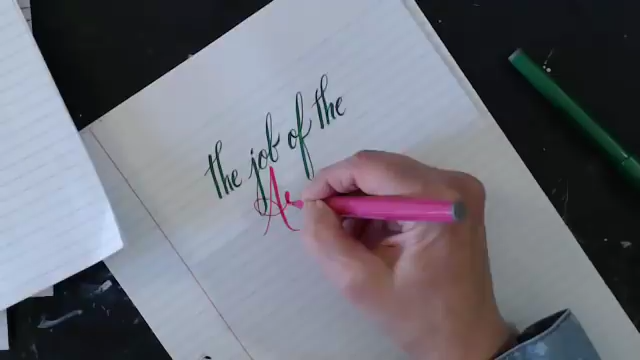 the job of the